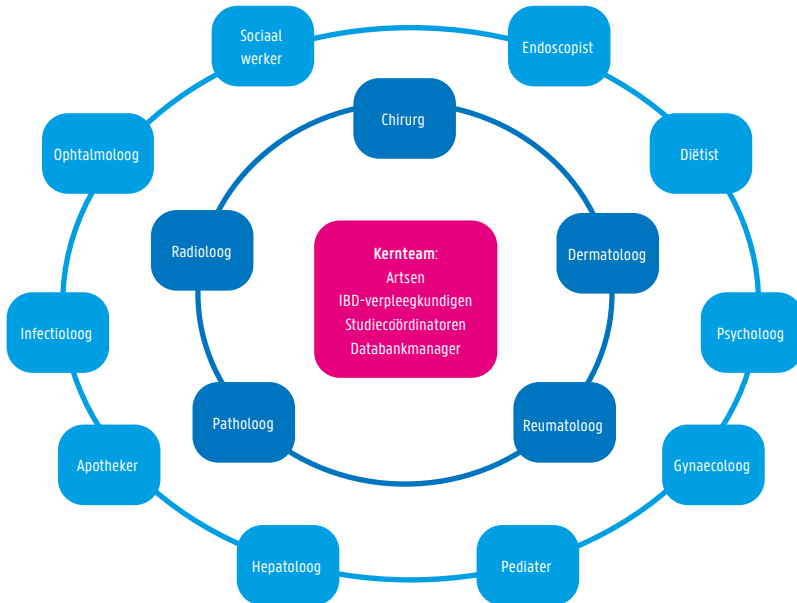 Sociaal
werker
Endoscopist
Chirurg
Ophtalmoloog
Diëtist
Radioloog
Dermatoloog
Kernteam:
Artsen
IBD-verpleegkundigen
Studiecoördinatoren
Databankmanager
Infectioloog
Psycholoog
Patholoog
Reumatoloog
Apotheker
Gynaecoloog
Hepatoloog
Pediater